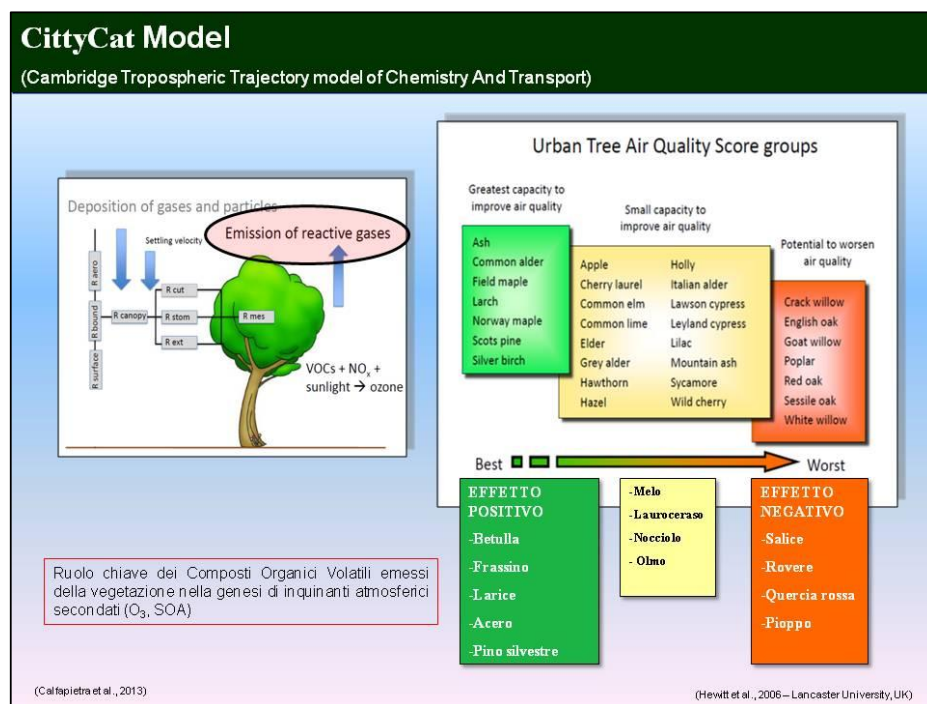 CittyCat Model
(Cambridge Tropospheric Trajectory model of Chemistry And Transport)
Deposition of gases and particles
Settling velocity
Emission of reactive gases
R aero
R bound
R surface
R canopy
R cut
R stom
R ext
R mes
VOCs + NOx +
sunlight → ozone
Urban Tree Air Quality Score groups
Greatest capacity to
improve air quality
Ash
Common alder
Field maple
Larch
Norway maple
Scots pine
Silver birch
Small capacity to
improve air quality
Apple
Cherry laurel
Common elm
Common lime
Elder
Grey alder
Hawthorn
Hazel
Holly
Italian alder
Lawson cypress
Leyland cypress
Lilac
Mountain ash
Sycamore
Wild cherry
Potential to worsen
air quality
Crack willow
English oak
Goat willow
Poplar
Red oak
Sessile oak
White willow
Best
Worst
EFFETTO
POSITIVO
-Betulla
-Frassino
-Larice
-Acero
-Pino silvestre
-Melo
-Lauroceraso
-Nocciolo
- Olmo
EFFETTO
NEGATIVO
-Salice
-Rovere
-Quercia rossa
-Pioppo
Ruolo chiave dei Composti Organici Volatili emessi
della vegetazione nella genesi di inquinanti atmosferici
secondati (O3, SOA)
(Calfapietra et al., 2013)
(Hewitt et al., 2006 – Lancaster University, UK)